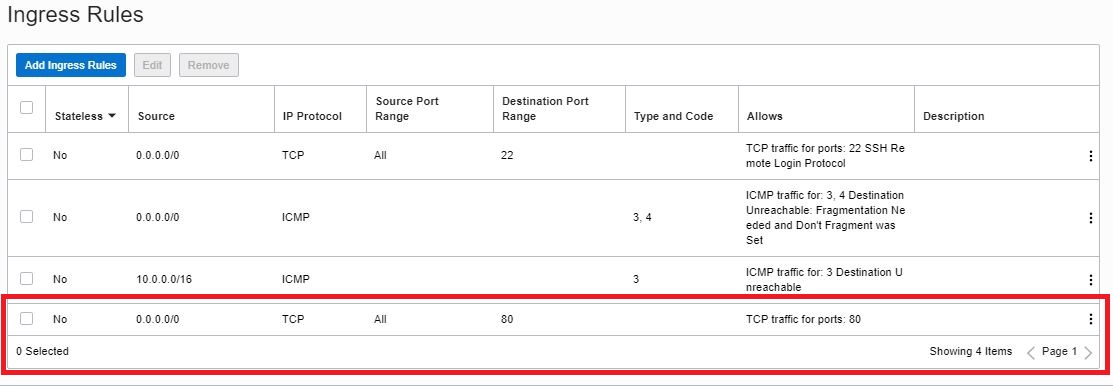 Ingress Rules
Add Ingress Rules Edit Remove
Stateless Source IP Protocol Source Port Range Destination Port Range Type and Code Allows Description
No 0.0.0.0/0 TCP All 22 TCP traffic for ports: 22 SSH Re
mote Login Protocol
No 0.0.0.0/0 ICMP 3, 4 ICMP traffic for: 3, 4 Destination
Unreachable: Fragmentation Ne
eded and Don't Fragment was
Set
No 10.0.0.0/16 ICMP 3 ICMP traffic for: 3 Destination U
nreachable
No 0.0.0.0/0 TCP All 80 TCP traffic for ports: 80
0 Selected Showing 4 Items Page 1